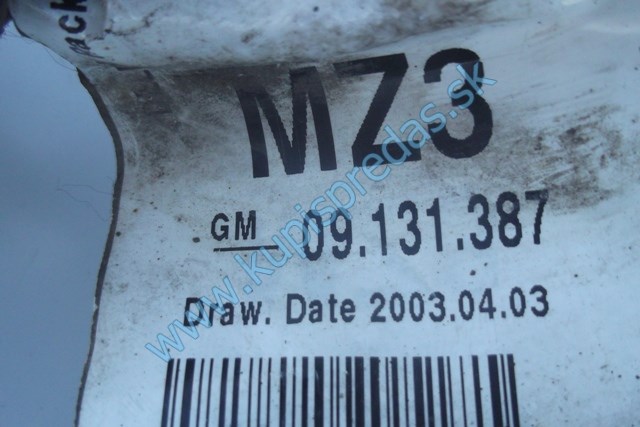 MZ3
GM 09.131.387
Draw. Date 2003.04.03
www.kupispredas.sk